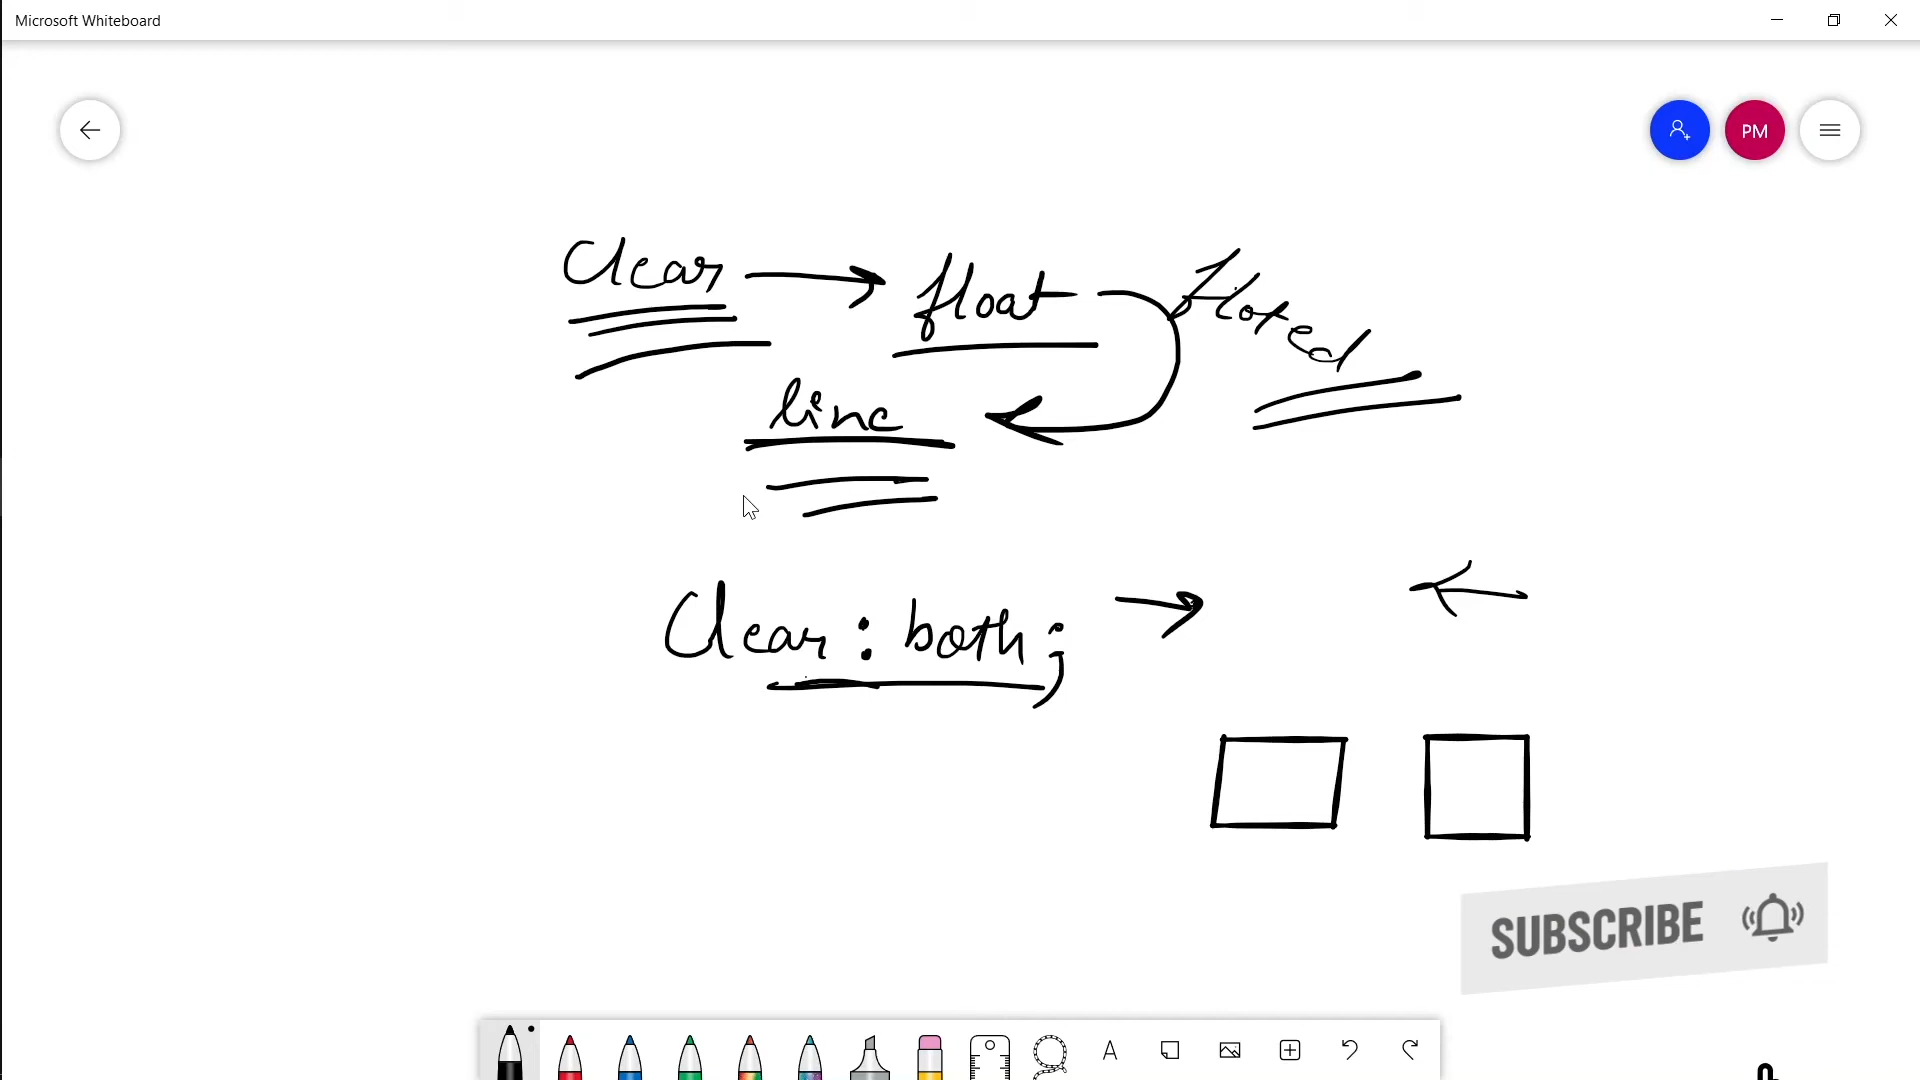 Microsoft Whiteboard
PM
Clear → float Floted
line
Clear : both;
SUBSCRIBE
A